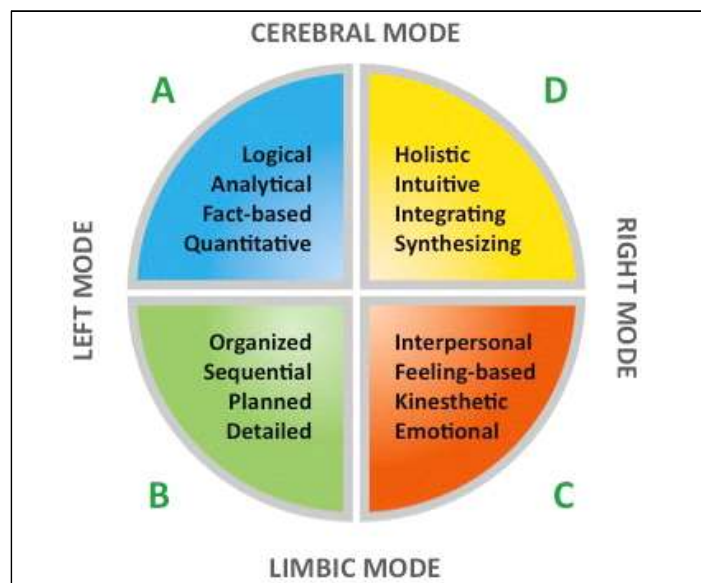 CEREBRAL MODE
A
D
Logical
Analytical
Fact-based
Quantitative
Holistic
Intuitive
Integrating
Synthesizing
LEFT MODE
RIGHT MODE
Organized
Sequential
Planned
Detailed
Interpersonal
Feeling-based
Kinesthetic
Emotional
B
C
LIMBIC MODE